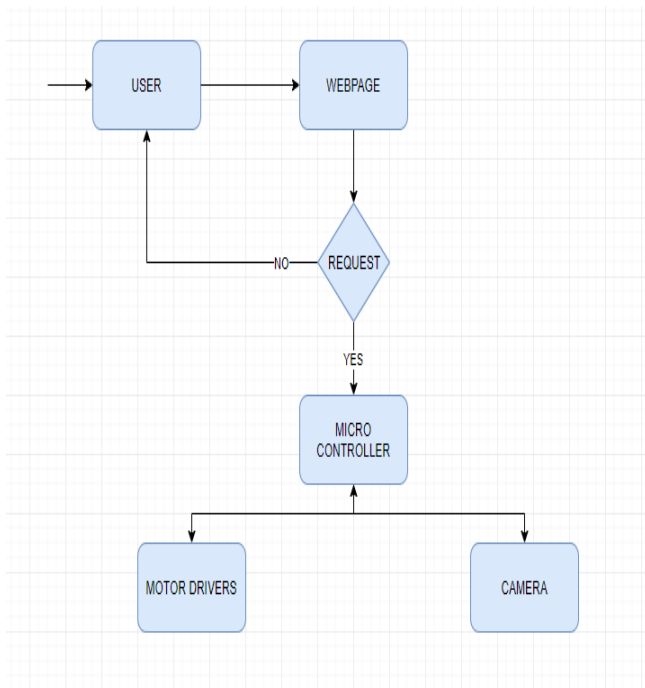 USER
WEBPAGE
REQUEST
NO
YES
MICRO
CONTROLLER
MOTOR DRIVERS
CAMERA